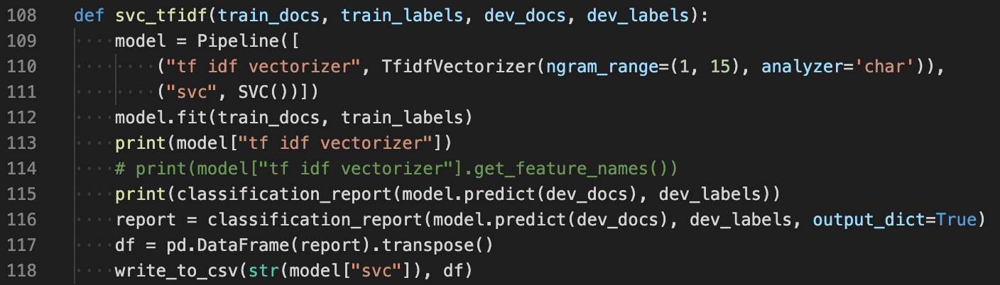 108 def svc_tfidf(train_docs, train_labels, dev_docs, dev_labels):
109     model = Pipeline([
110         ("tf idf vectorizer", TfidfVectorizer(ngram_range=(1, 15), analyzer='char')),
111         ("svc", SVC())])
112     model.fit(train_docs, train_labels)
113     print(model["tf idf vectorizer"])
114     # print(model["tf idf vectorizer"].get_feature_names())
115     print(classification_report(model.predict(dev_docs), dev_labels))
116     report = classification_report(model.predict(dev_docs), dev_labels, output_dict=True)
117     df = pd.DataFrame(report).transpose()
118     write_to_csv(str(model["svc"]), df)